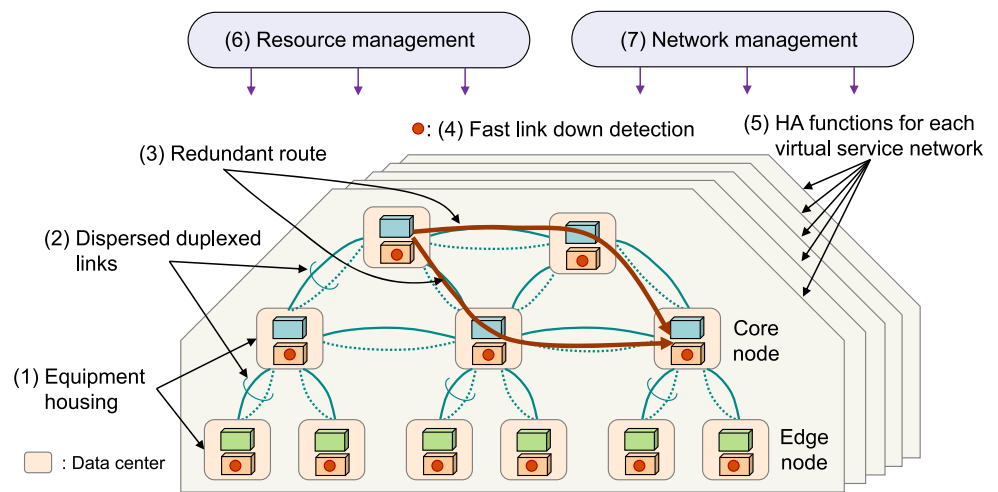 (6) Resource management
(7) Network management
: (4) Fast link down detection
(5) HA functions for each
virtual service network
(3) Redundant route
(2) Dispersed duplexed
links
Core
node
(1) Equipment
housing
Edge
node
: Data center